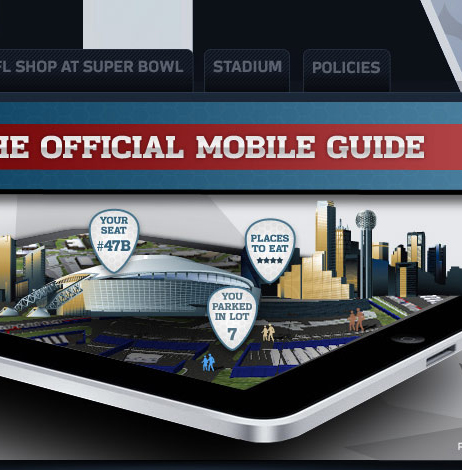 FL SHOP AT SUPER BOWL
STADIUM
POLICIES
HE OFFICIAL MOBILE GUIDE
YOUR
SEAT
#47B
PLACES
TO EAT
★★★★
YOU
PARKED
IN LOT
7